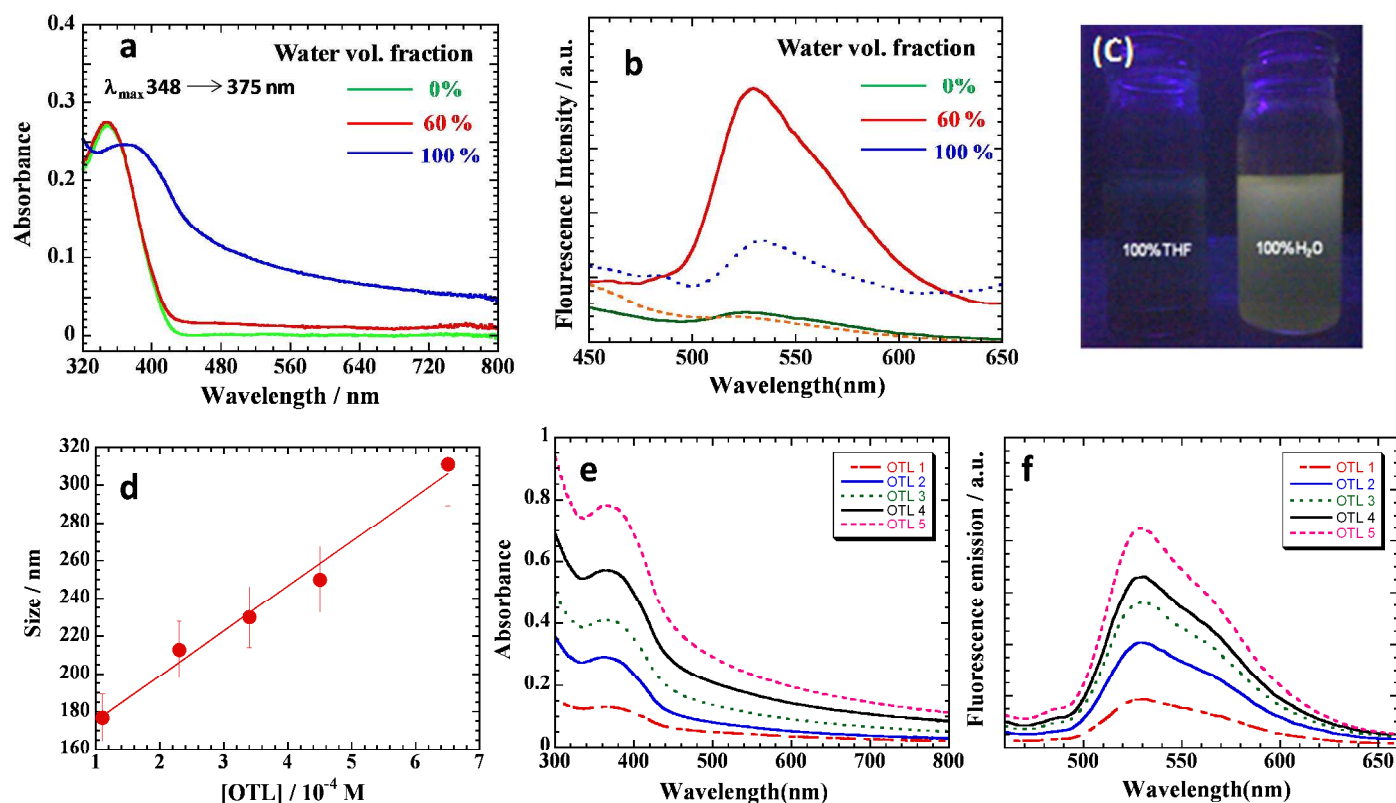 a
Water vol. fraction
λmax 348 → 375 nm
0%
60 %
100 %
0.4
0.3
0.2
0.1
0
Absorbance
320 400 480 560 640 720 800
Wavelength / nm
b
Water vol. fraction
0%
60 %
100 %
Flourescence Intensity / a.u.
450 500 550 600 650
Wavelength(nm)
(C)
100%THF
100%H₂O
d
320
300
280
260
240
220
200
180
160
Size / nm
1 2 3 4 5 6 7
[OTL] / 10⁻⁴ M
e
OTL 1
OTL 2
OTL 3
OTL 4
OTL 5
1
0.8
0.6
0.4
0.2
0
Absorbance
300 400 500 600 700 800
Wavelength(nm)
f
OTL 1
OTL 2
OTL 3
OTL 4
OTL 5
Fluorescence emission / a.u.
500 550 600 650
Wavelength(nm)